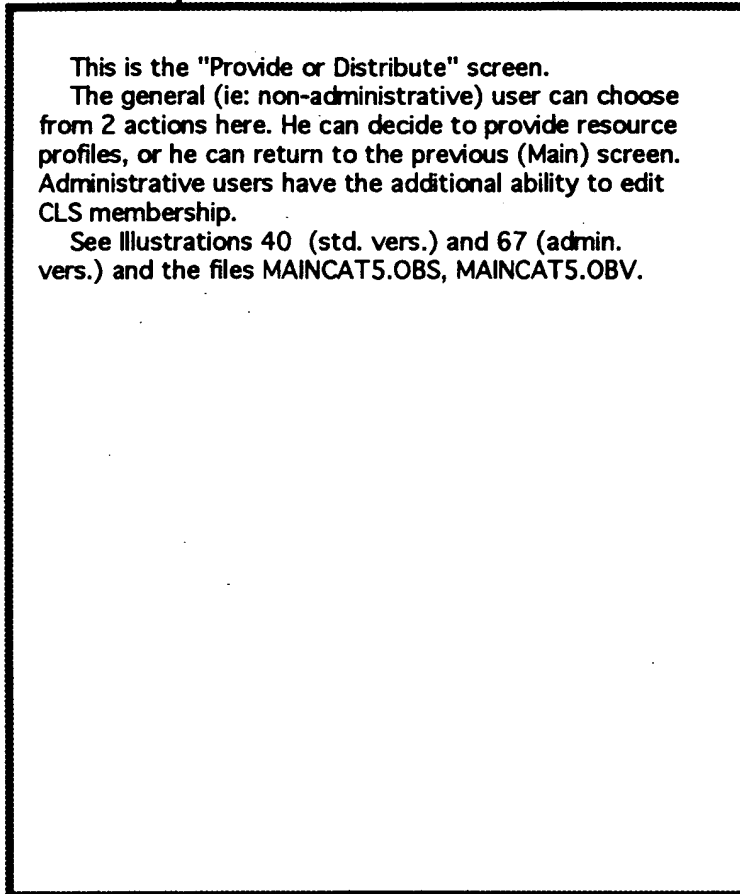 This is the "Provide or Distribute" screen.
The general (ie: non-administrative) user can choose
from 2 actions here. He can decide to provide resource
profiles, or he can return to the previous (Main) screen.
Administrative users have the additional ability to edit
CLS membership.
See Illustrations 40 (std. vers.) and 67 (admin.
vers.) and the files MAINCAT5.OBS, MAINCAT5.OBV.